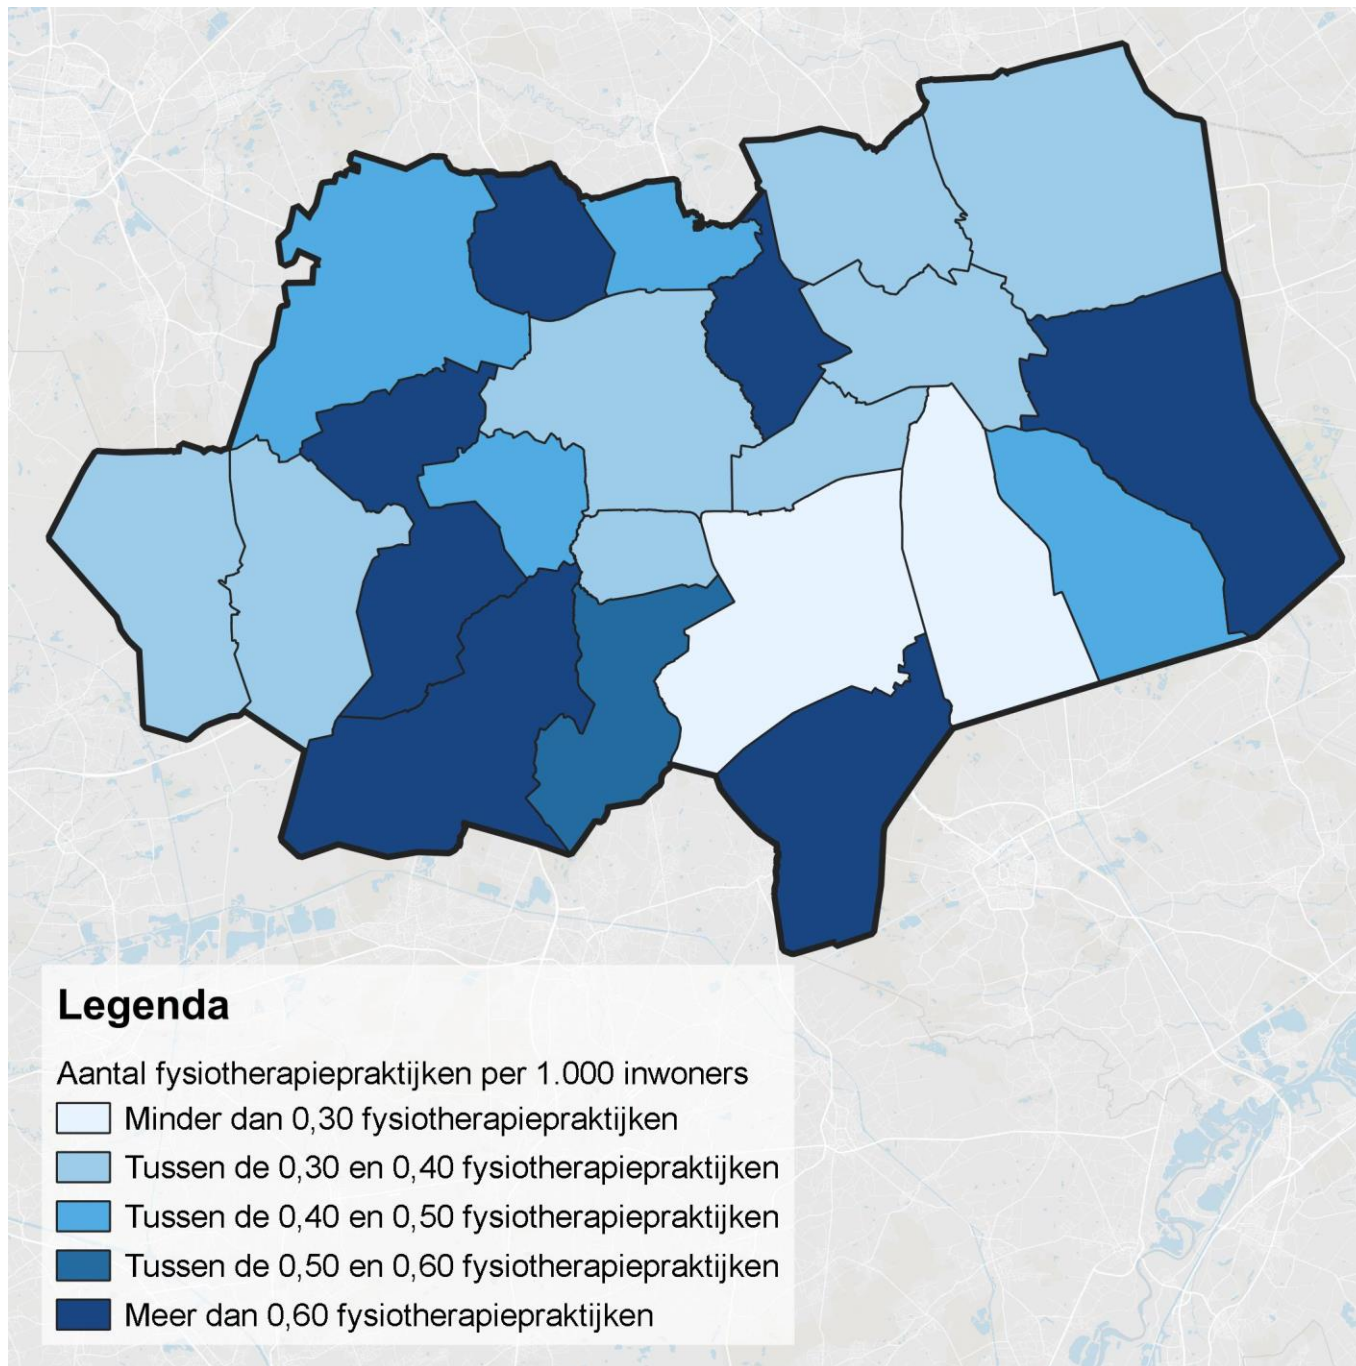 Legenda
Aantal fysiotherapiepraktijken per 1.000 inwoners
Minder dan 0,30 fysiotherapiepraktijken
Tussen de 0,30 en 0,40 fysiotherapiepraktijken
Tussen de 0,40 en 0,50 fysiotherapiepraktijken
Tussen de 0,50 en 0,60 fysiotherapiepraktijken
Meer dan 0,60 fysiotherapiepraktijken